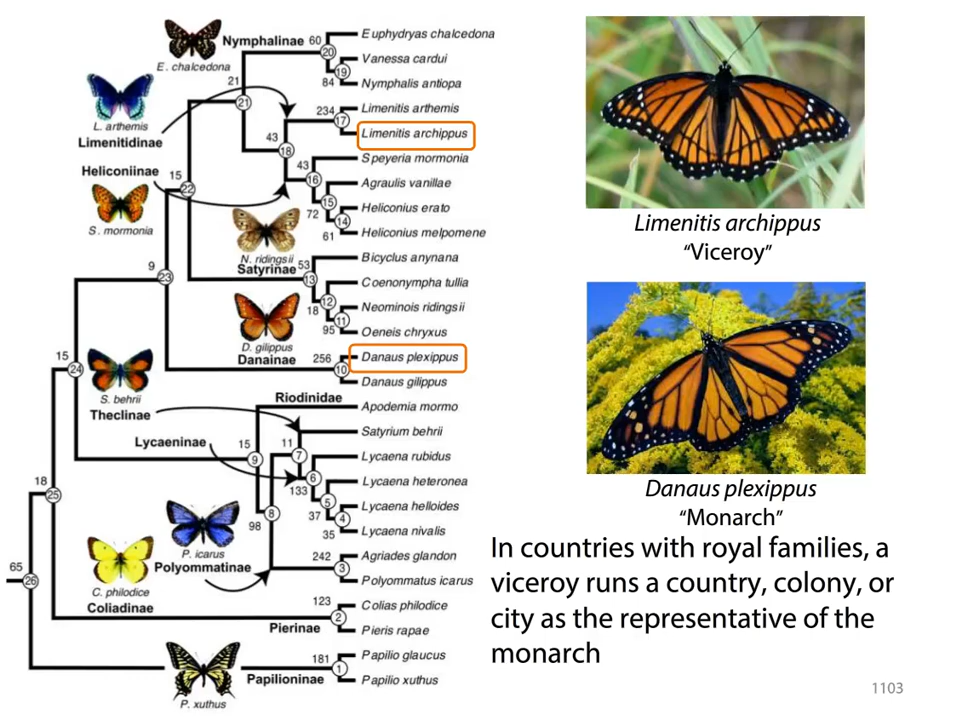 Nymphalinae
E. chalcedona
L. arthemis
Limenitidinae
Heliconiinae
S. mormonia
N. ridingsii
Satyrinae
D. gilippus
Danainae
S. behrii
Theclinae
Riodinidae
Lycaeninae
P. icarus
Polyommatinae
C. philodice
Coliadinae
Pierinae
P. xuthus
Papilioninae
60
20
19
84
21
21
234
17
43
18
43
16
15
72
14
61
15
22
53
13
12
18
11
95
9
23
256
10
15
24
15
9
11
7
6
133
5
37
4
35
98
8
242
3
18
25
123
2
65
26
181
1
Euphydryas chalcedona
Vanessa cardui
Nymphalis antiopa
Limenitis arthemis
Limenitis archippus
Speyeria mormonia
Agraulis vanillae
Heliconius erato
Heliconius melpomene
Bicyclus anynana
Coenonympha tullia
Neominois ridingsii
Oeneis chryxus
Danaus plexippus
Danaus gilippus
Apodemia mormo
Satyrium behrii
Lycaena rubidus
Lycaena heteronea
Lycaena helloides
Lycaena nivalis
Agriades glandon
Polyommatus icarus
Colias philodice
Pieris rapae
Papilio glaucus
Papilio xuthus
Limenitis archippus
“Viceroy”
Danaus plexippus
“Monarch”
In countries with royal families, a
viceroy runs a country, colony, or
city as the representative of the
monarch
1103